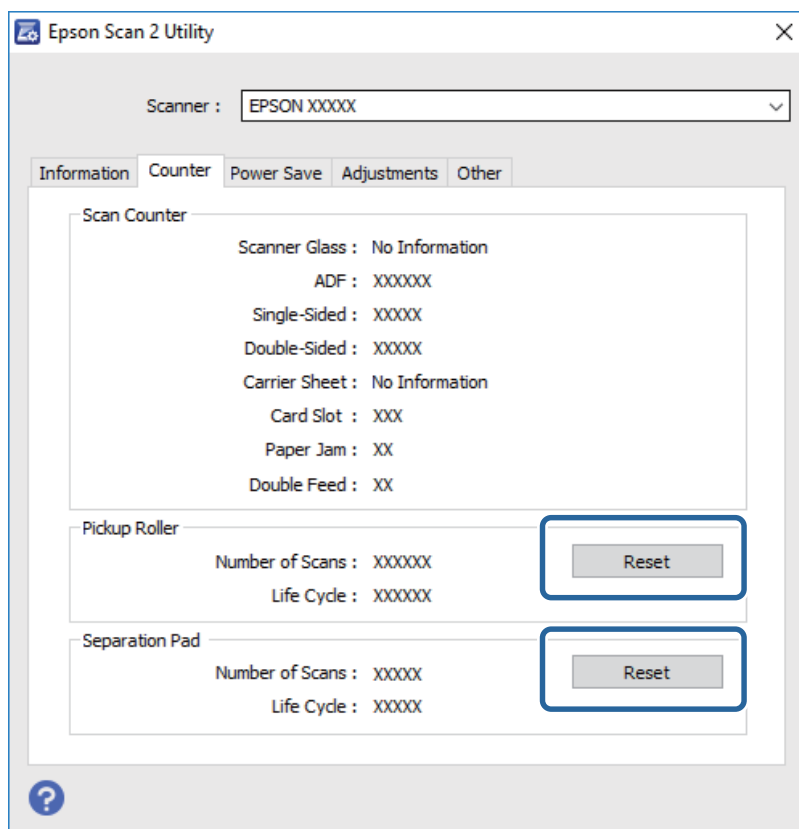 Epson Scan 2 Utility
Scanner : EPSON XXXXX
Information Counter Power Save Adjustments Other
Scan Counter
Scanner Glass : No Information
ADF : XXXXXX
Single-Sided : XXXXX
Double-Sided : XXXXX
Carrier Sheet : No Information
Card Slot : XXX
Paper Jam : XX
Double Feed : XX
Pickup Roller
Number of Scans : XXXXXX Reset
Life Cycle : XXXXXX
Separation Pad
Number of Scans : XXXXX Reset
Life Cycle : XXXXX
?